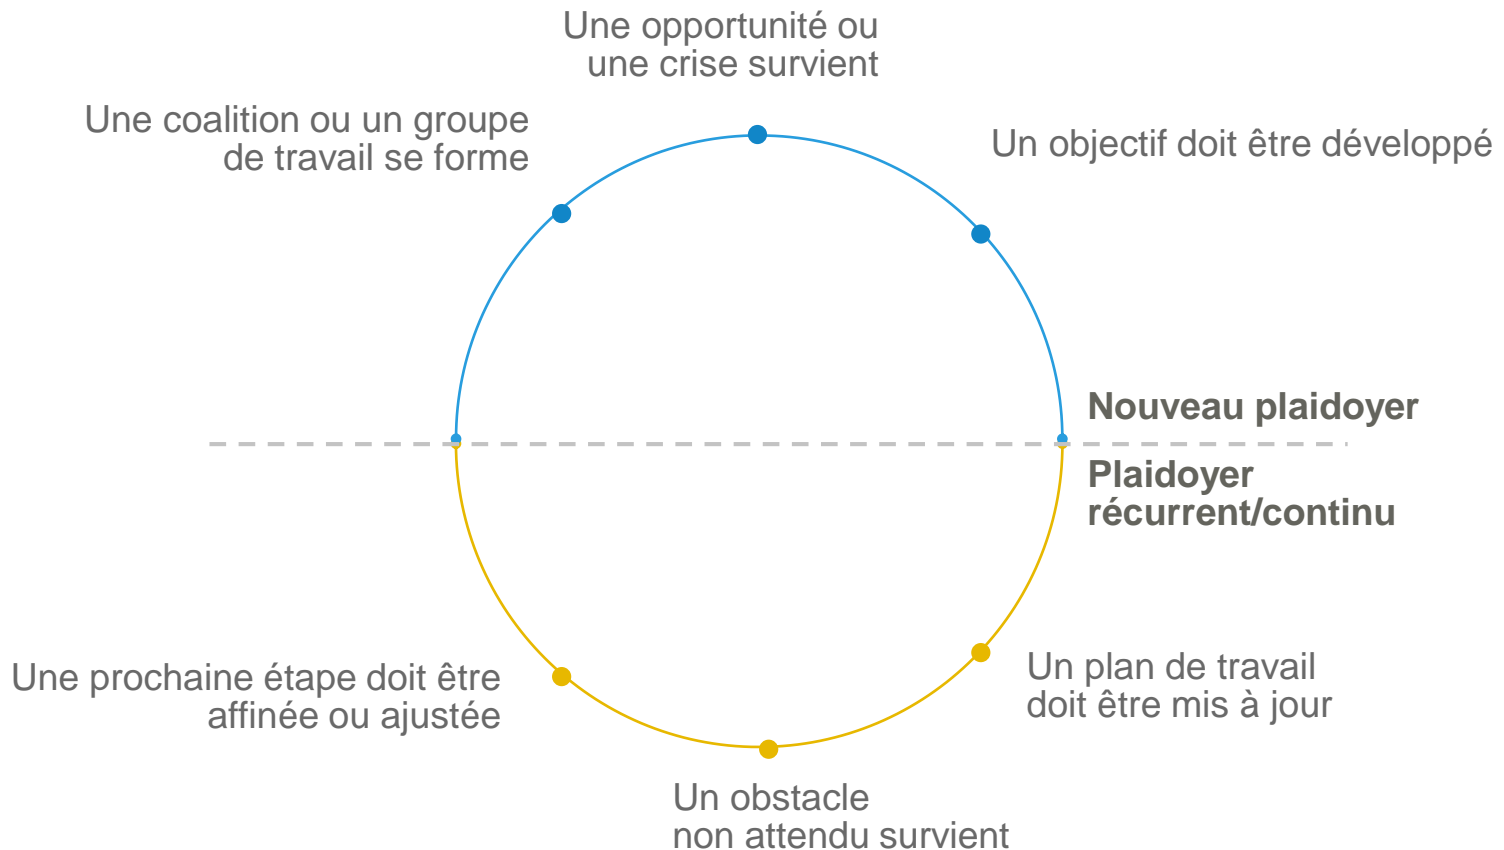 Une opportunité ou
une crise survient
Une coalition ou un groupe
de travail se forme
Un objectif doit être développé
Nouveau plaidoyer
Plaidoyer
récurrent/continu
Une prochaine étape doit être
affinée ou ajustée
Un plan de travail
doit être mis à jour
Un obstacle
non attendu survient